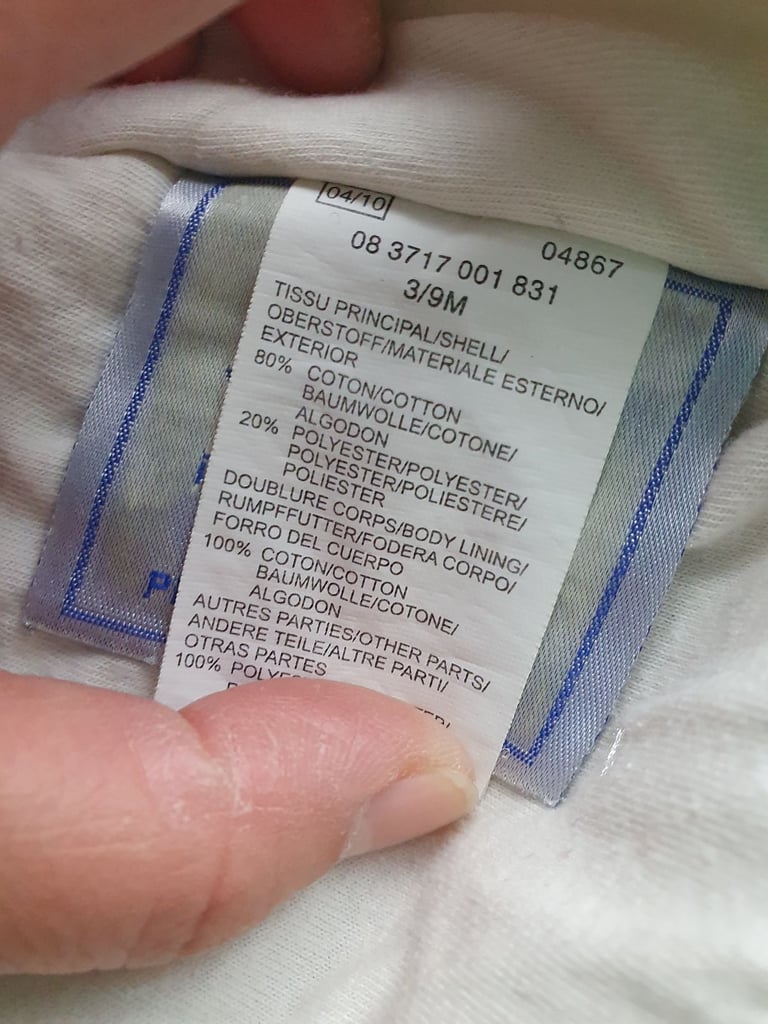 04/10
04867
08 3717 001 831
3/9M
TISSU PRINCIPAL/SHELL/
OBERSTOFF/MATERIALE ESTERNO/
EXTERIOR
80% COTON/COTTON
BAUMWOLLE/COTONE/
ALGODON
20% POLYESTER/POLYESTER/
POLYESTER/POLIESTERE/
POLIESTER
DOUBLURE CORPS/BODY LINING/
RUMPFFUTTER/FODERA CORPO/
FORRO DEL CUERPO
100% COTON/COTTON
BAUMWOLLE/COTONE/
ALGODON
AUTRES PARTIES/OTHER PARTS/
ANDERE TEILE/ALTRE PARTI/
OTRAS PARTES
100%